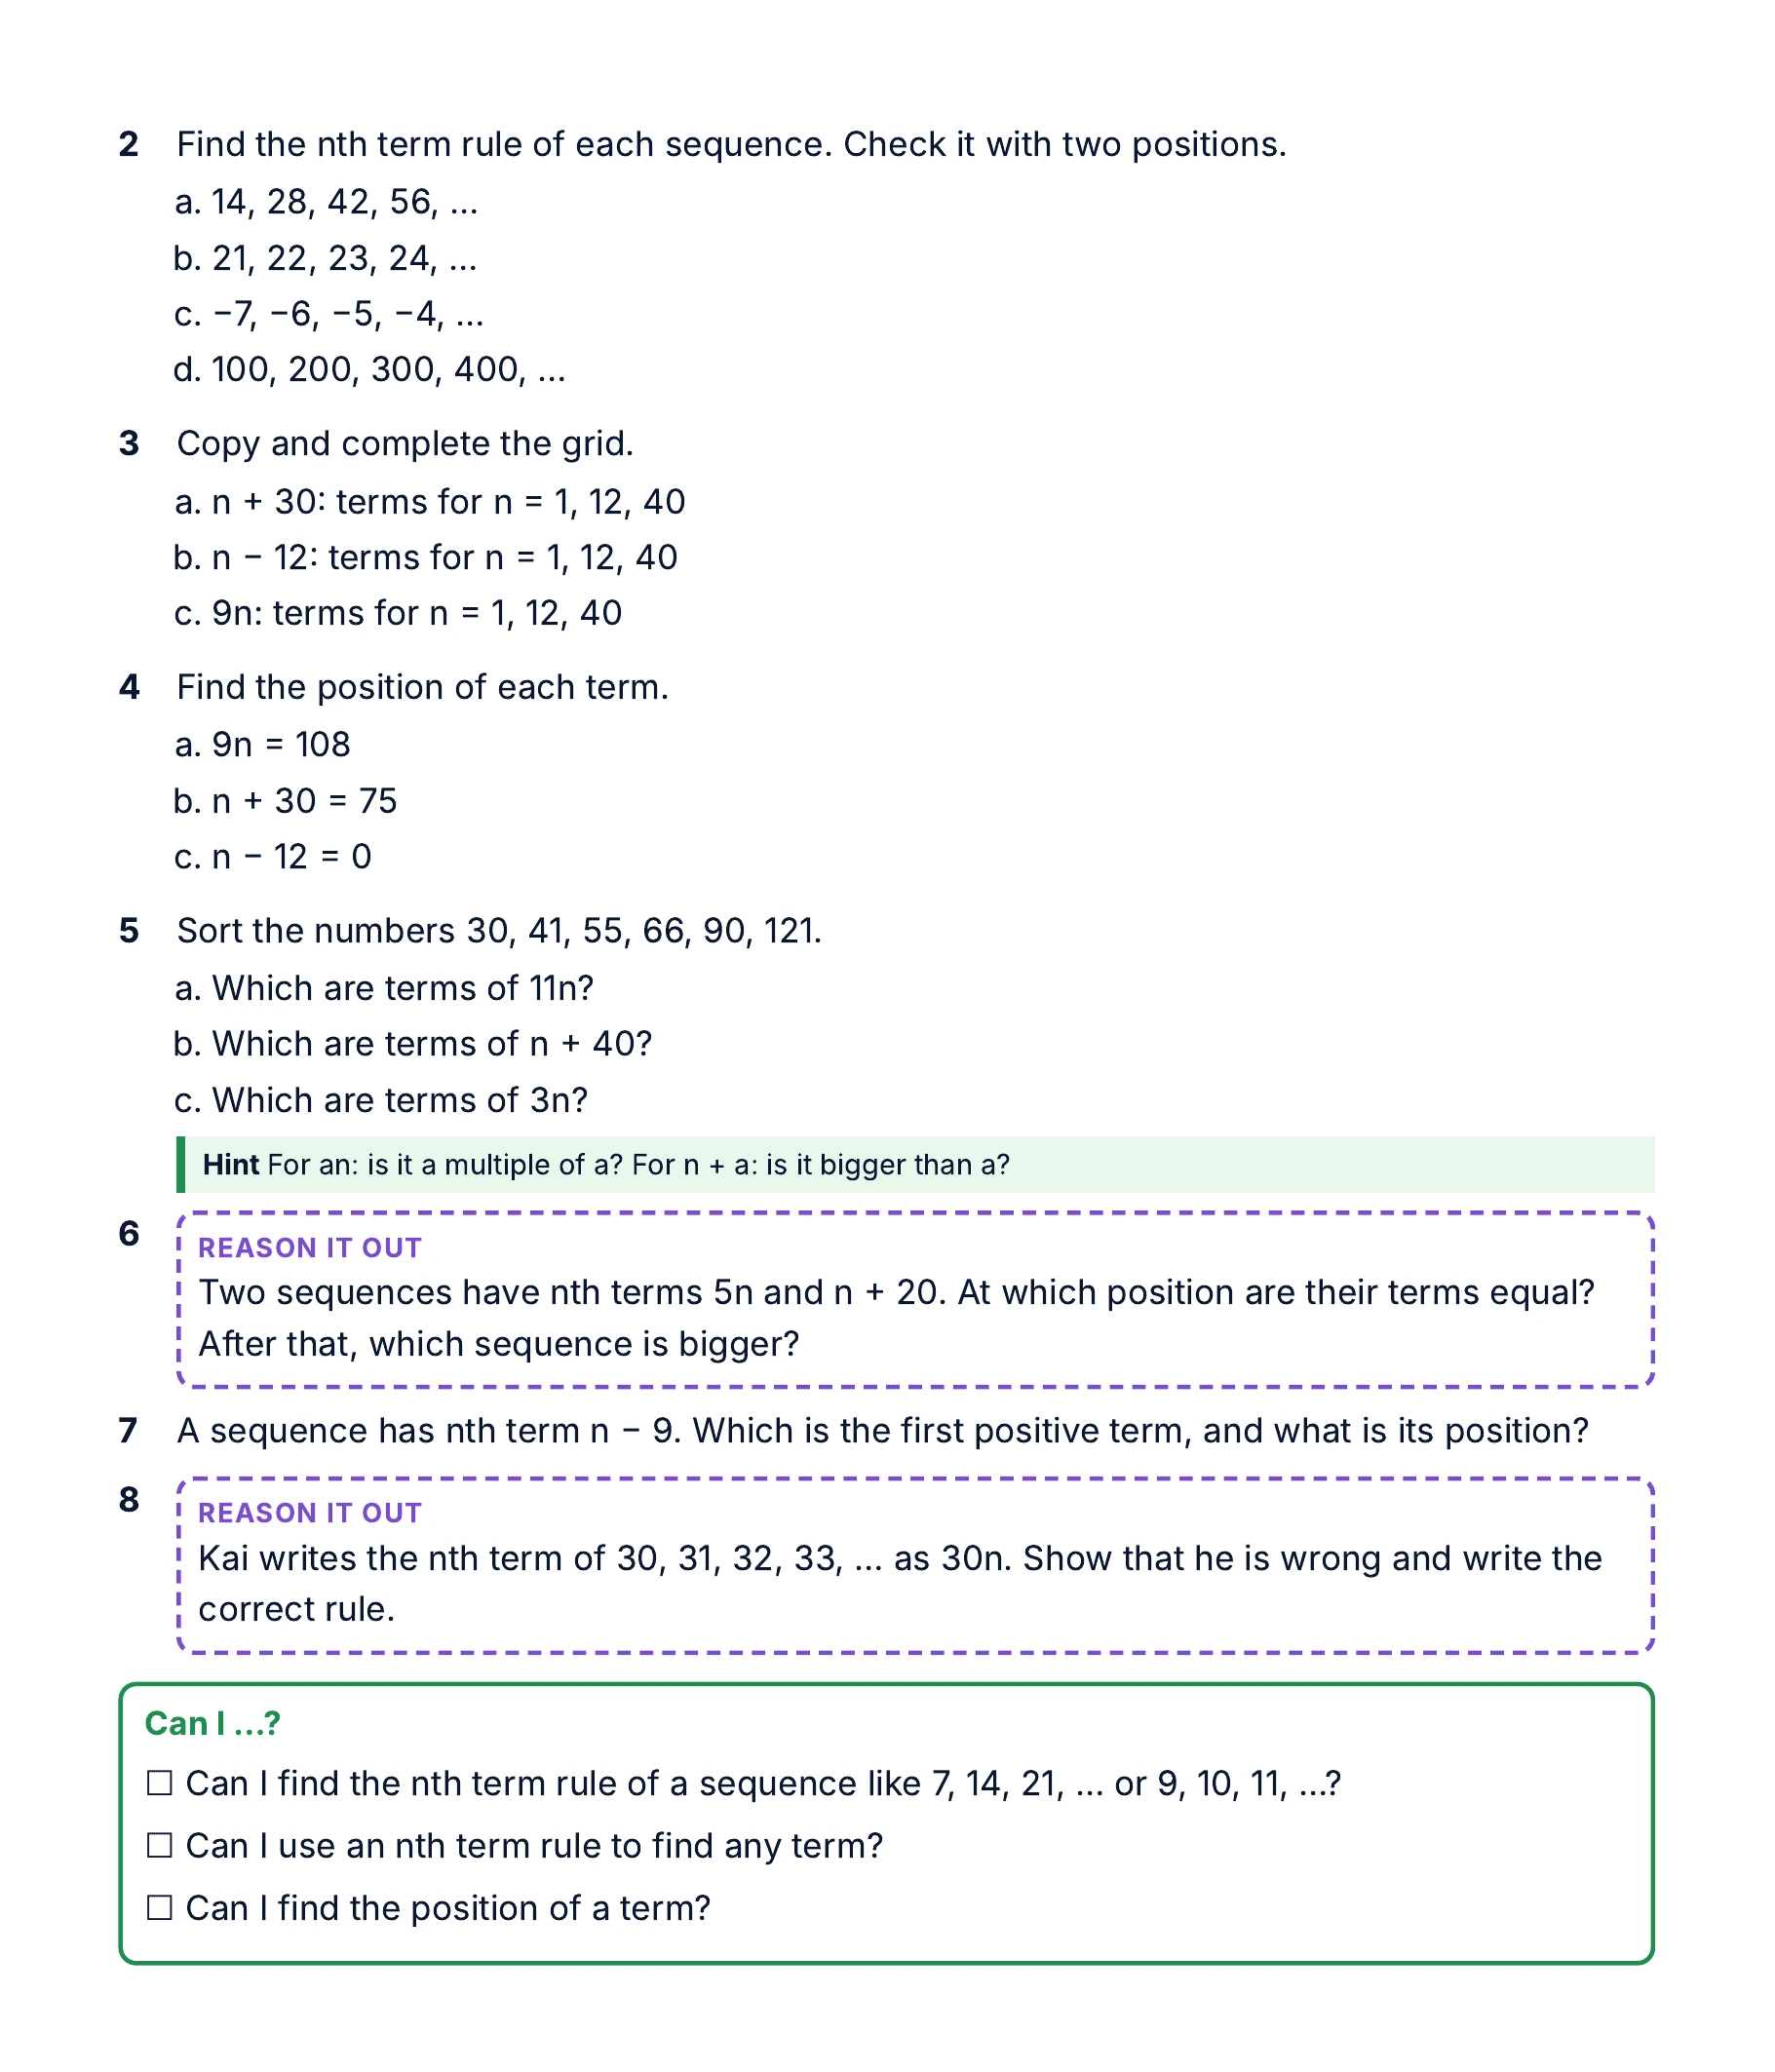 2 Find the nth term rule of each sequence. Check it with two positions.
a. 14, 28, 42, 56, ...
b. 21, 22, 23, 24, ...
c. −7, −6, −5, −4, ...
d. 100, 200, 300, 400, ...
3 Copy and complete the grid.
a. n + 30: terms for n = 1, 12, 40
b. n − 12: terms for n = 1, 12, 40
c. 9n: terms for n = 1, 12, 40
4 Find the position of each term.
a. 9n = 108
b. n + 30 = 75
c. n − 12 = 0
5 Sort the numbers 30, 41, 55, 66, 90, 121.
a. Which are terms of 11n?
b. Which are terms of n + 40?
c. Which are terms of 3n?
Hint For an: is it a multiple of a? For n + a: is it bigger than a?
6 REASON IT OUT
Two sequences have nth terms 5n and n + 20. At which position are their terms equal?
After that, which sequence is bigger?
7 A sequence has nth term n − 9. Which is the first positive term, and what is its position?
8 REASON IT OUT
Kai writes the nth term of 30, 31, 32, 33, ... as 30n. Show that he is wrong and write the
correct rule.
Can I ...?
☐ Can I find the nth term rule of a sequence like 7, 14, 21, ... or 9, 10, 11, ...?
☐ Can I use an nth term rule to find any term?
☐ Can I find the position of a term?